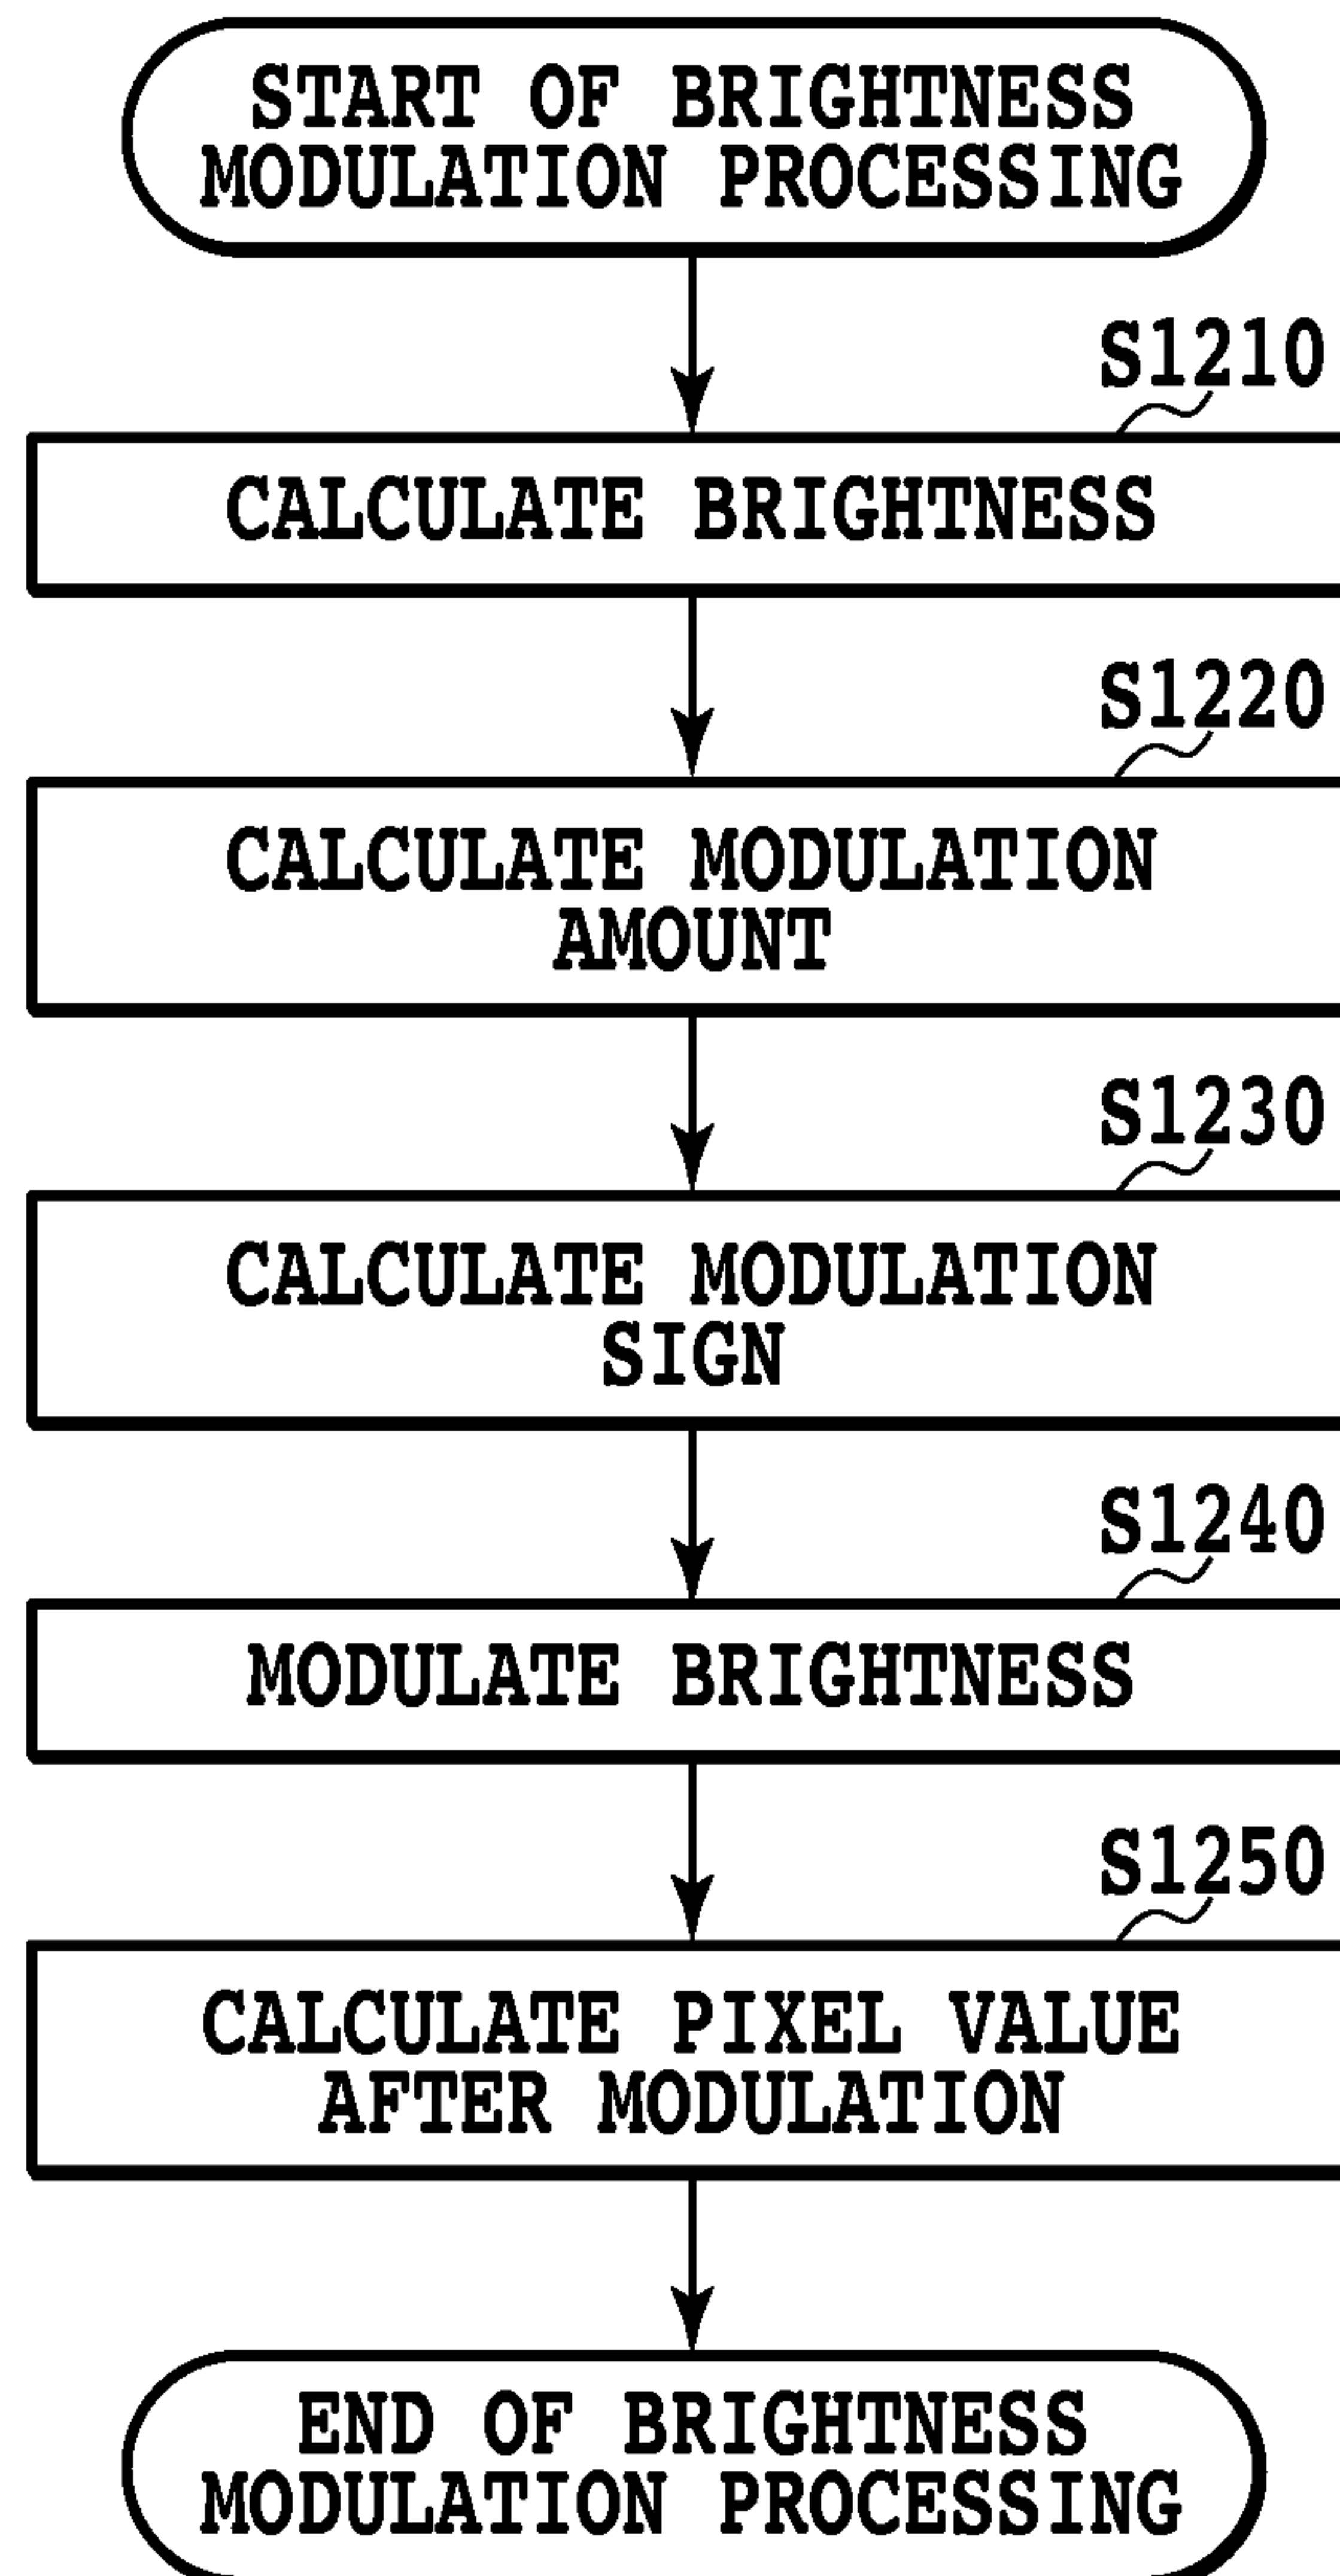 START OF BRIGHTNESS
MODULATION PROCESSING
S1210
CALCULATE BRIGHTNESS
S1220
CALCULATE MODULATION
AMOUNT
S1230
CALCULATE MODULATION
SIGN
S1240
MODULATE BRIGHTNESS
S1250
CALCULATE PIXEL VALUE
AFTER MODULATION
END OF BRIGHTNESS
MODULATION PROCESSING